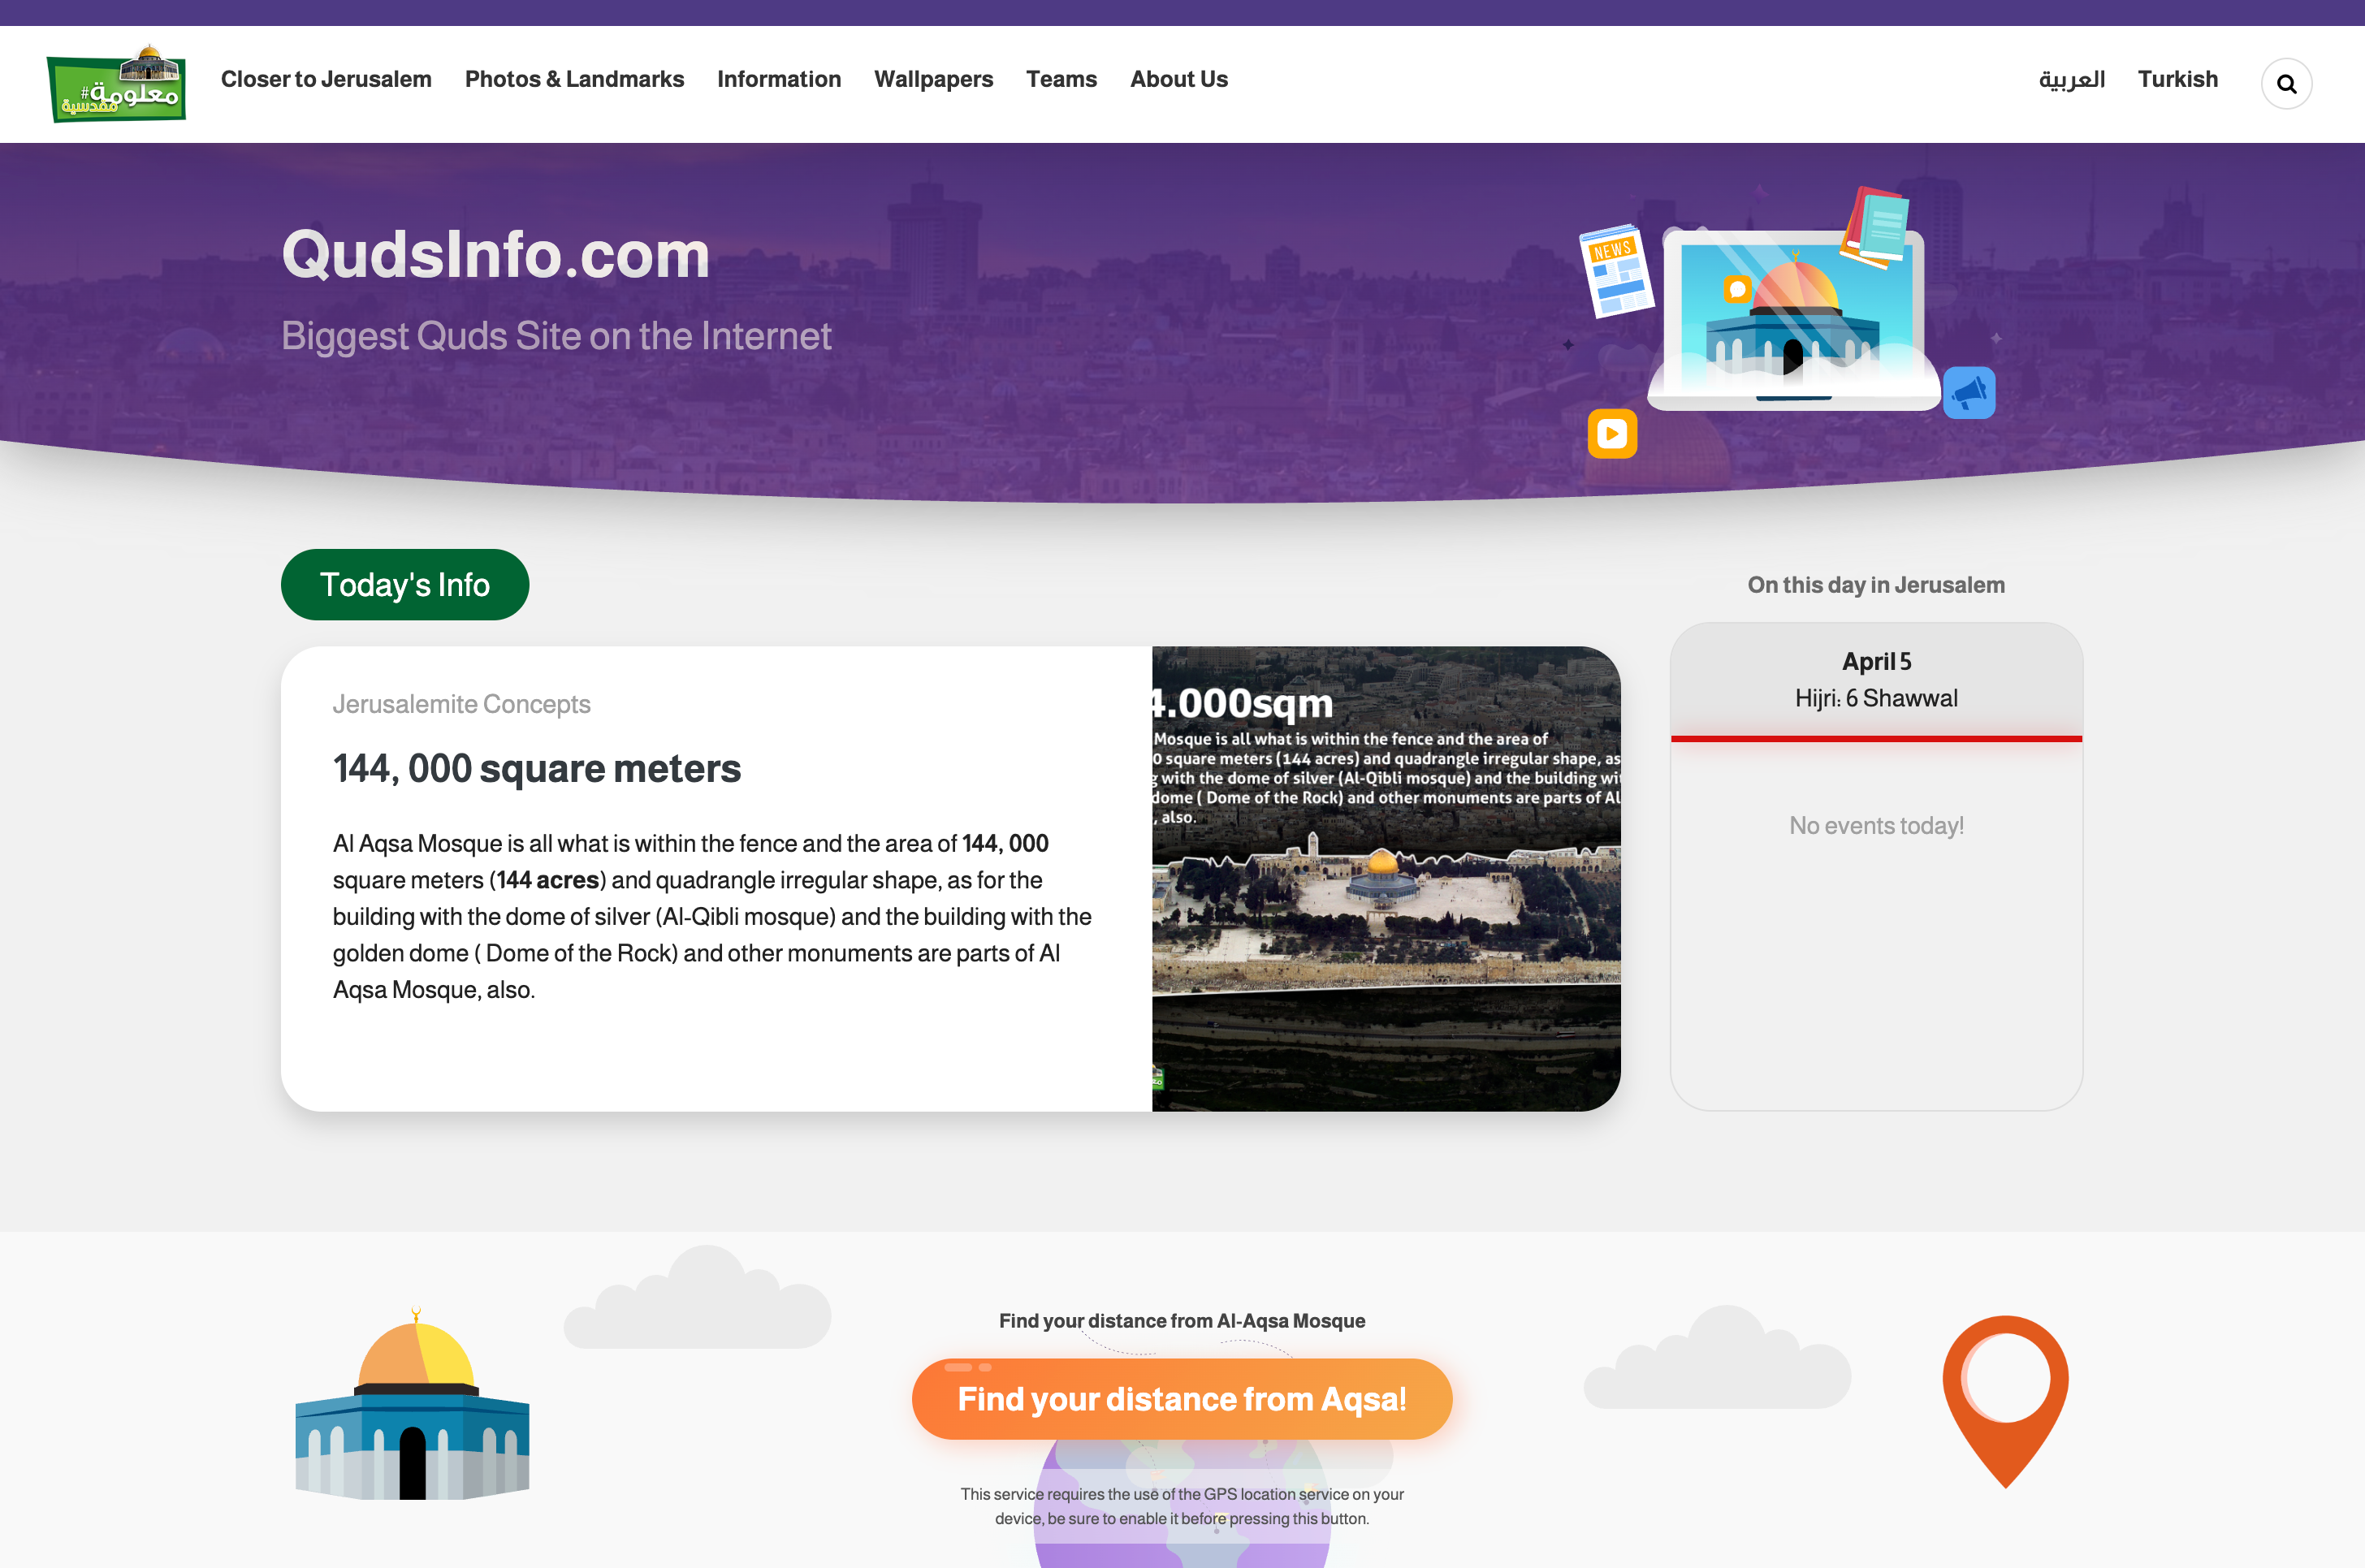 #معلومة
مقدسية
Closer to Jerusalem
Photos & Landmarks
Information
Wallpapers
Teams
About Us
العربية
Turkish
QudsInfo.com
Biggest Quds Site on the Internet
NEWS
Today's Info
On this day in Jerusalem
Jerusalemite Concepts
144, 000 square meters
Al Aqsa Mosque is all what is within the fence and the area of 144, 000
square meters (144 acres) and quadrangle irregular shape, as for the
building with the dome of silver (Al-Qibli mosque) and the building with the
golden dome ( Dome of the Rock) and other monuments are parts of Al
Aqsa Mosque, also.
4.000sqm
Mosque is all what is within the fence and the area of
0 square meters (144 acres) and quadrangle irregular shape, as
g with the dome of silver (Al-Qibli mosque) and the building wit
dome ( Dome of the Rock) and other monuments are parts of Al
, also.
April 5
Hijri: 6 Shawwal
No events today!
Find your distance from Al-Aqsa Mosque
Find your distance from Aqsa!
This service requires the use of the GPS location service on your
device, be sure to enable it before pressing this button.